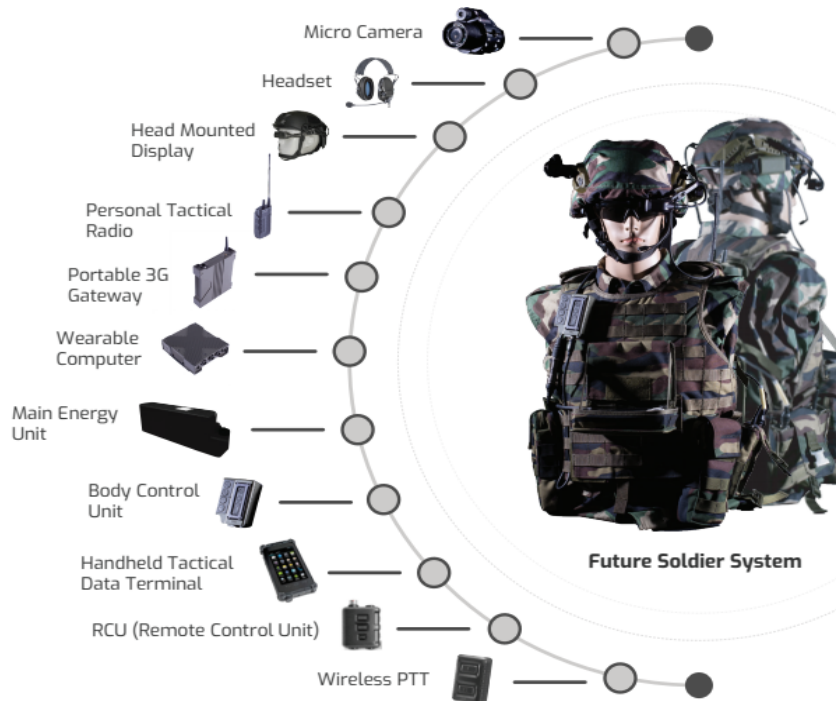 Micro Camera
Headset
Head Mounted
Display
Personal Tactical
Radio
Portable 3G
Gateway
Wearable
Computer
Main Energy
Unit
Body Control
Unit
Handheld Tactical
Data Terminal
RCU (Remote Control Unit)
Wireless PTT
Future Soldier System